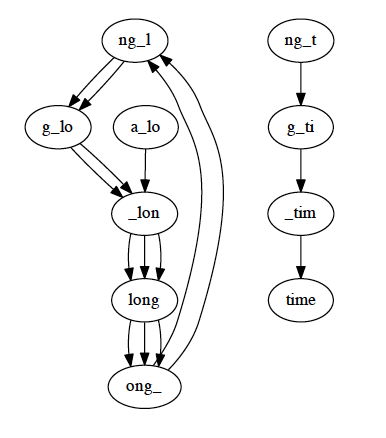 ng_l ng_t
g_lo a_lo g_ti
_lon _tim
long time
ong_